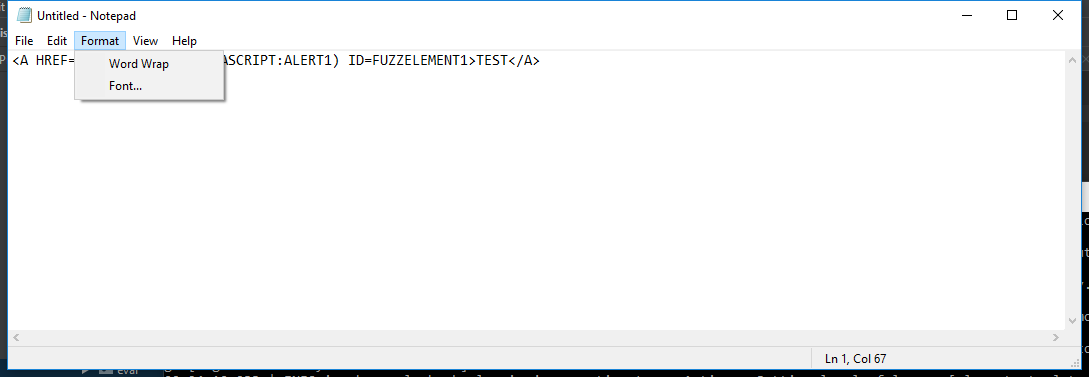 Untitled - Notepad
File Edit Format View Help
<A HREF= ASCRIPT:ALERT1) ID=FUZZELEMENT1>TEST</A>
Word Wrap
Font...
Ln 1, Col 67
eval